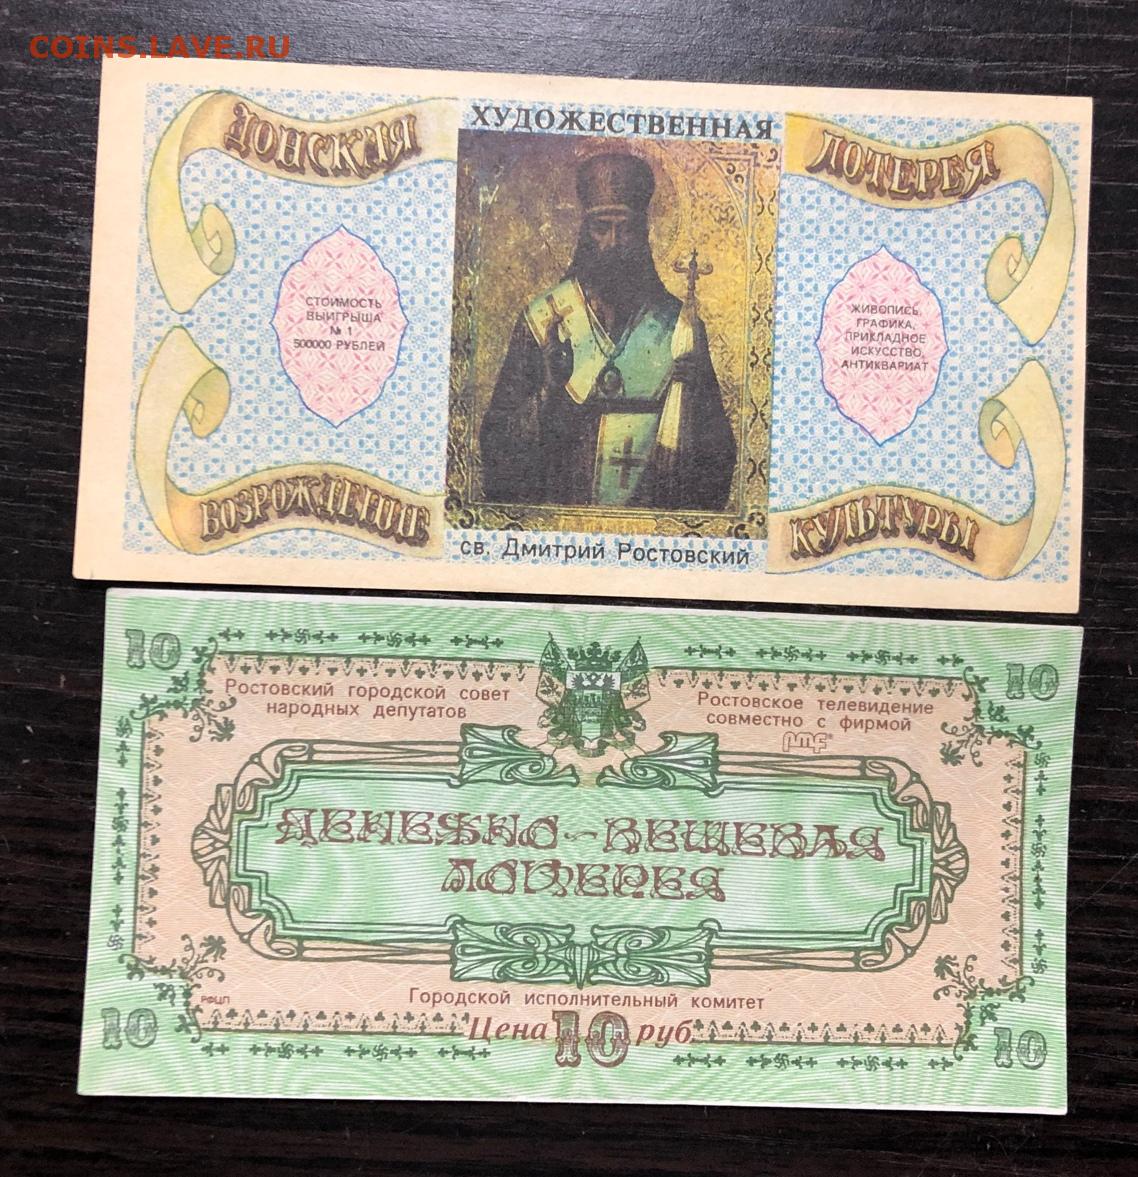 COINS.LAVE.RU
ДОНСКАЯ
ХУДОЖЕСТВЕННАЯ
ЛОТЕРЕЯ
СТОИМОСТЬ
ВЫИГРЫША
№ 1
500000 РУБЛЕЙ
ЖИВОПИСЬ,
ГРАФИКА,
ПРИКЛАДНОЕ
ИСКУССТВО,
АНТИКВАРИАТ
ВОЗРОЖДЕНИЕ
КУЛЬТУРЫ
св. Дмитрий Ростовский
10
10
Ростовский городской совет
народных депутатов
Ростовское телевидение
совместно с фирмой
РМФ®
ДЕНЕЖНО-ВЕЩЕВАЯ
ЛОТЕРЕЯ
РФЦП
Городской исполнительный комитет
Цена 10 руб.
10
10